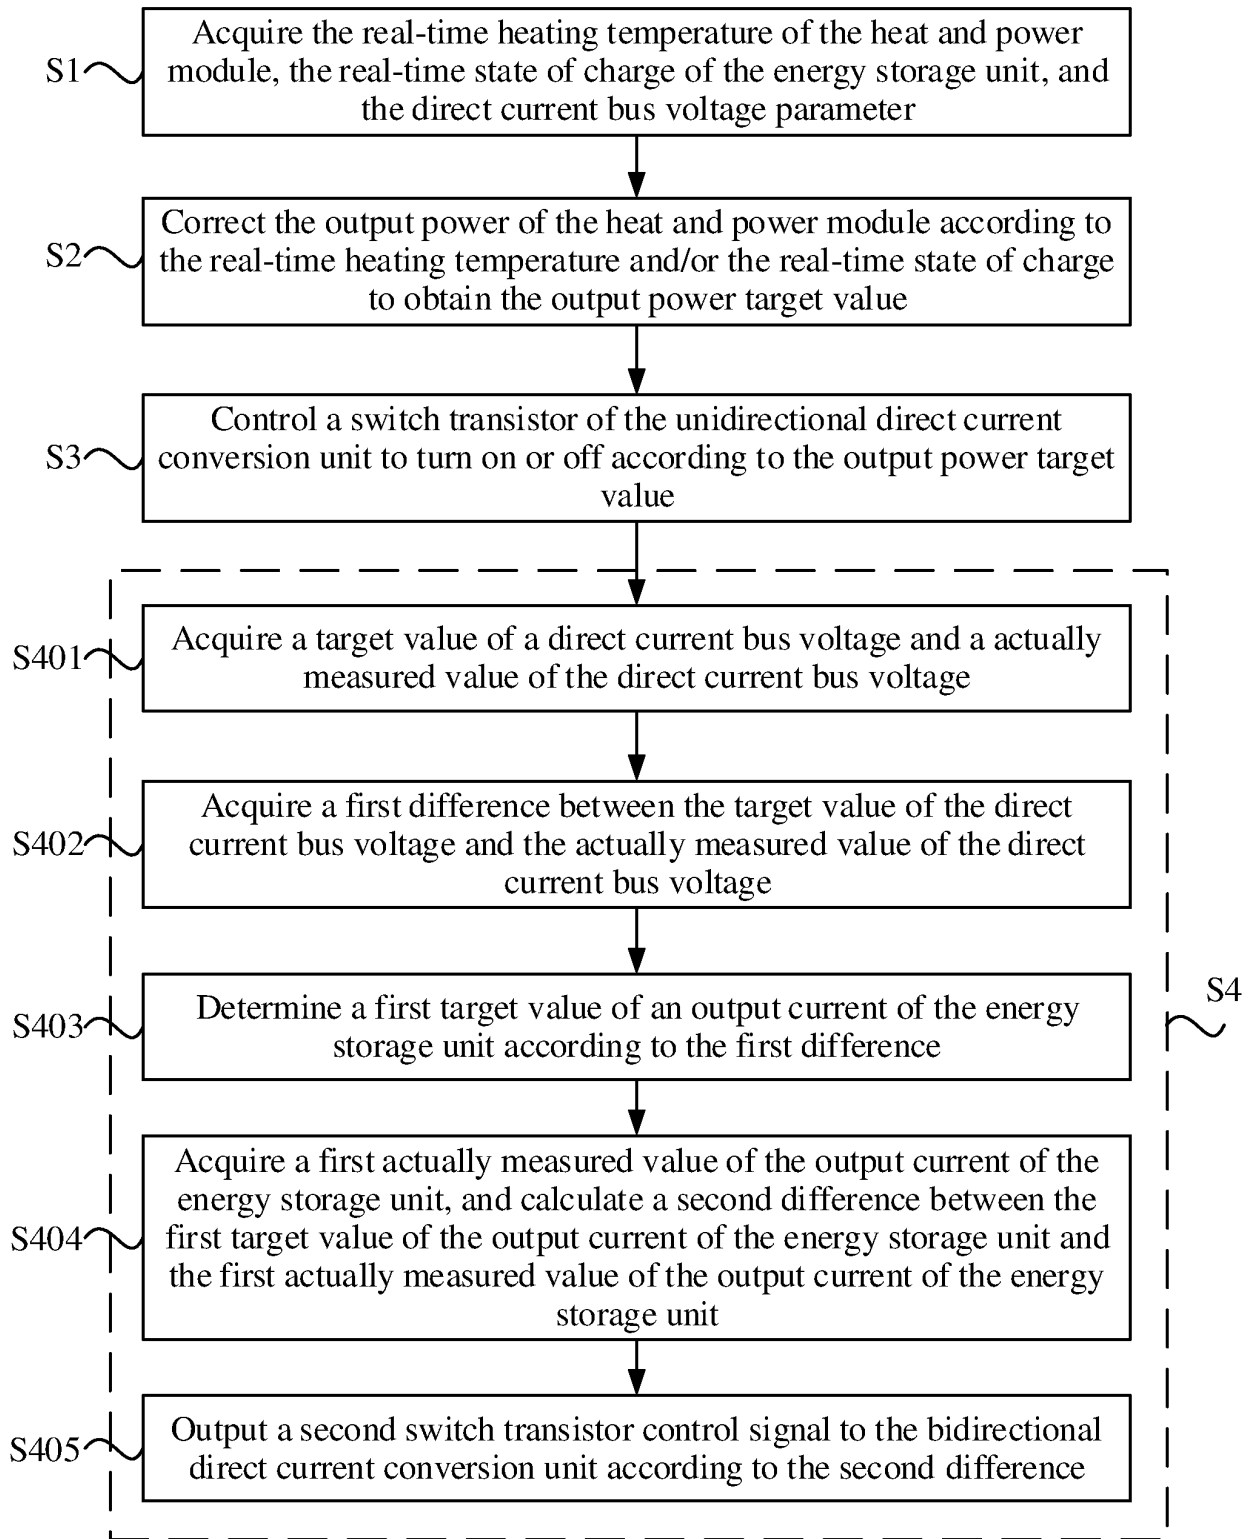 S1
Acquire the real-time heating temperature of the heat and power
module, the real-time state of charge of the energy storage unit, and
the direct current bus voltage parameter
S2
Correct the output power of the heat and power module according to
the real-time heating temperature and/or the real-time state of charge
to obtain the output power target value
S3
Control a switch transistor of the unidirectional direct current
conversion unit to turn on or off according to the output power target
value
S401
Acquire a target value of a direct current bus voltage and a actually
measured value of the direct current bus voltage
S402
Acquire a first difference between the target value of the direct
current bus voltage and the actually measured value of the direct
current bus voltage
S403
Determine a first target value of an output current of the energy
storage unit according to the first difference
S4
S404
Acquire a first actually measured value of the output current of the
energy storage unit, and calculate a second difference between the
first target value of the output current of the energy storage unit and
the first actually measured value of the output current of the energy
storage unit
S405
Output a second switch transistor control signal to the bidirectional
direct current conversion unit according to the second difference